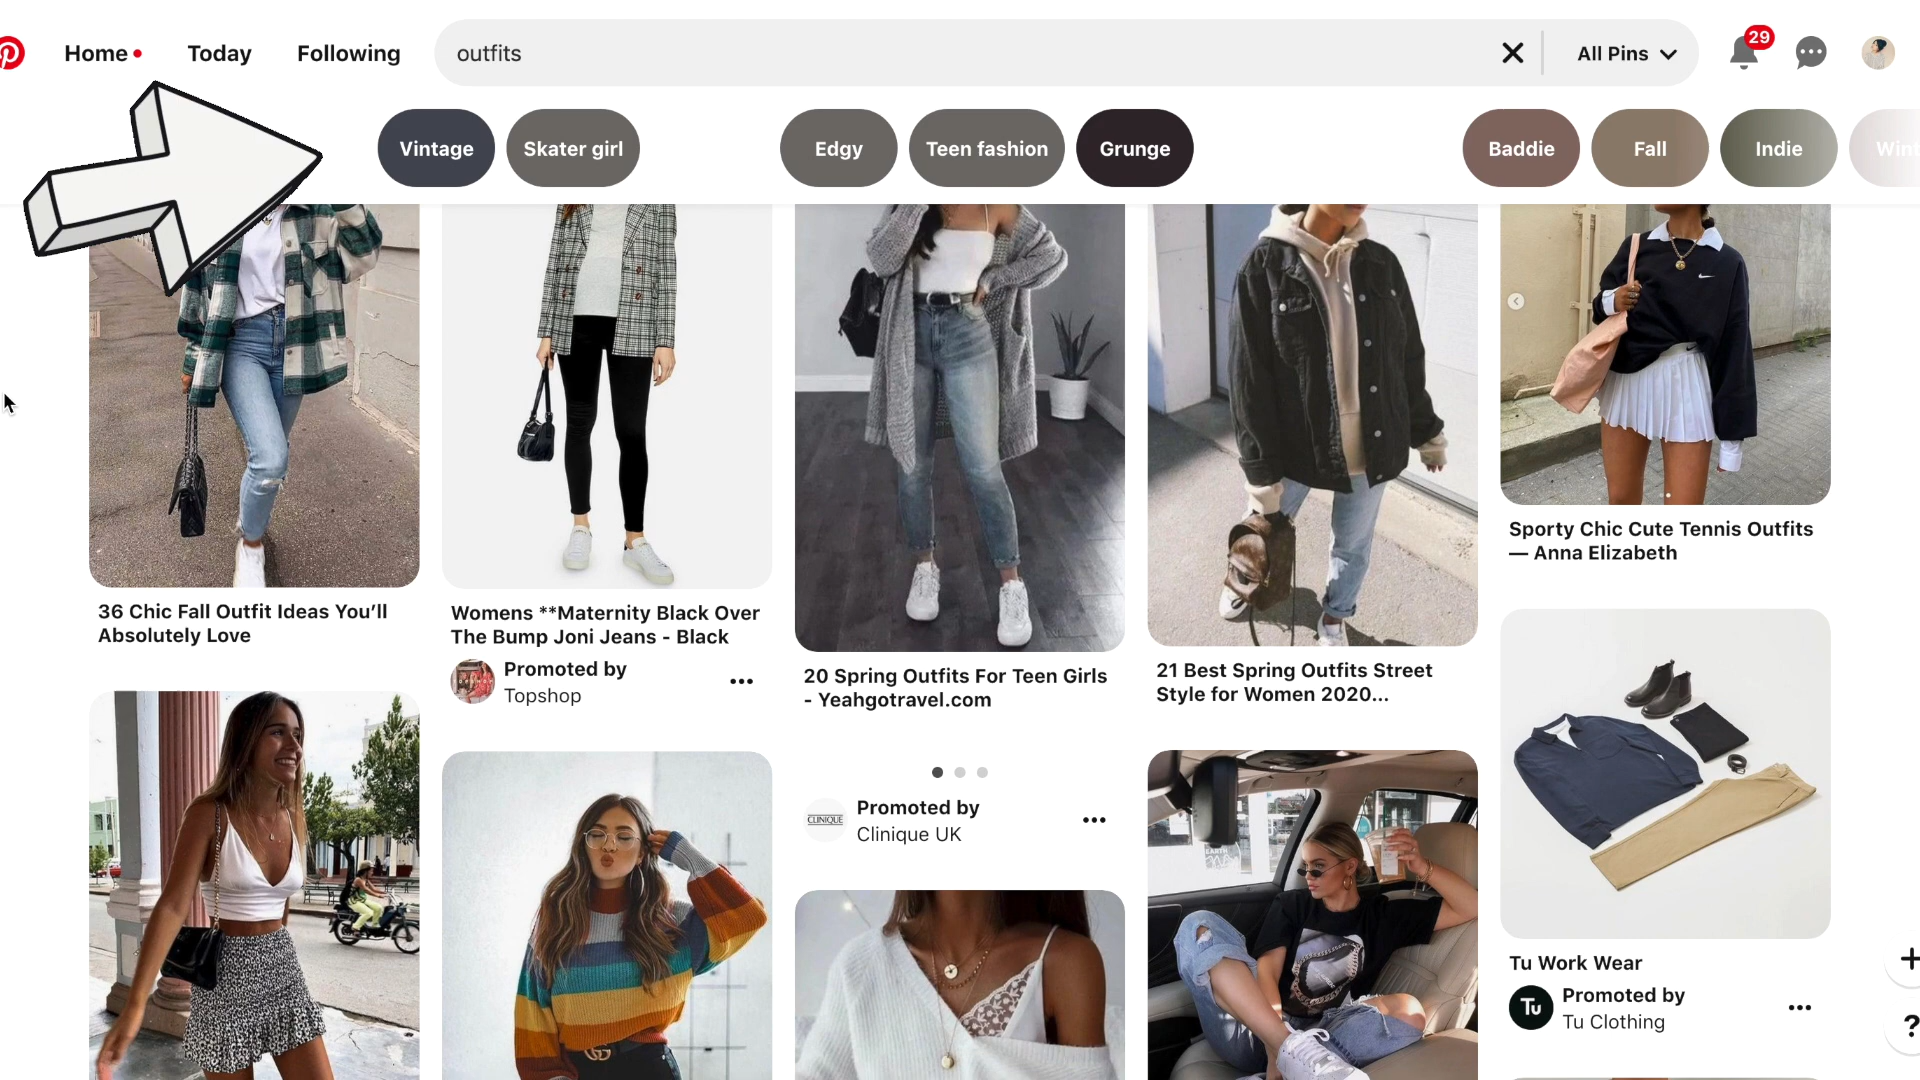 Home
Today
Following
outfits
All Pins
29
Vintage
Skater girl
Edgy
Teen fashion
Grunge
Baddie
Fall
Indie
36 Chic Fall Outfit Ideas You’ll
Absolutely Love
Womens **Maternity Black Over
The Bump Joni Jeans - Black
Promoted by
Topshop
20 Spring Outfits For Teen Girls
- Yeahgotravel.com
CLINIQUE
Promoted by
Clinique UK
21 Best Spring Outfits Street
Style for Women 2020...
Sporty Chic Cute Tennis Outfits
— Anna Elizabeth
Tu Work Wear
Tu
Promoted by
Tu Clothing
+
?